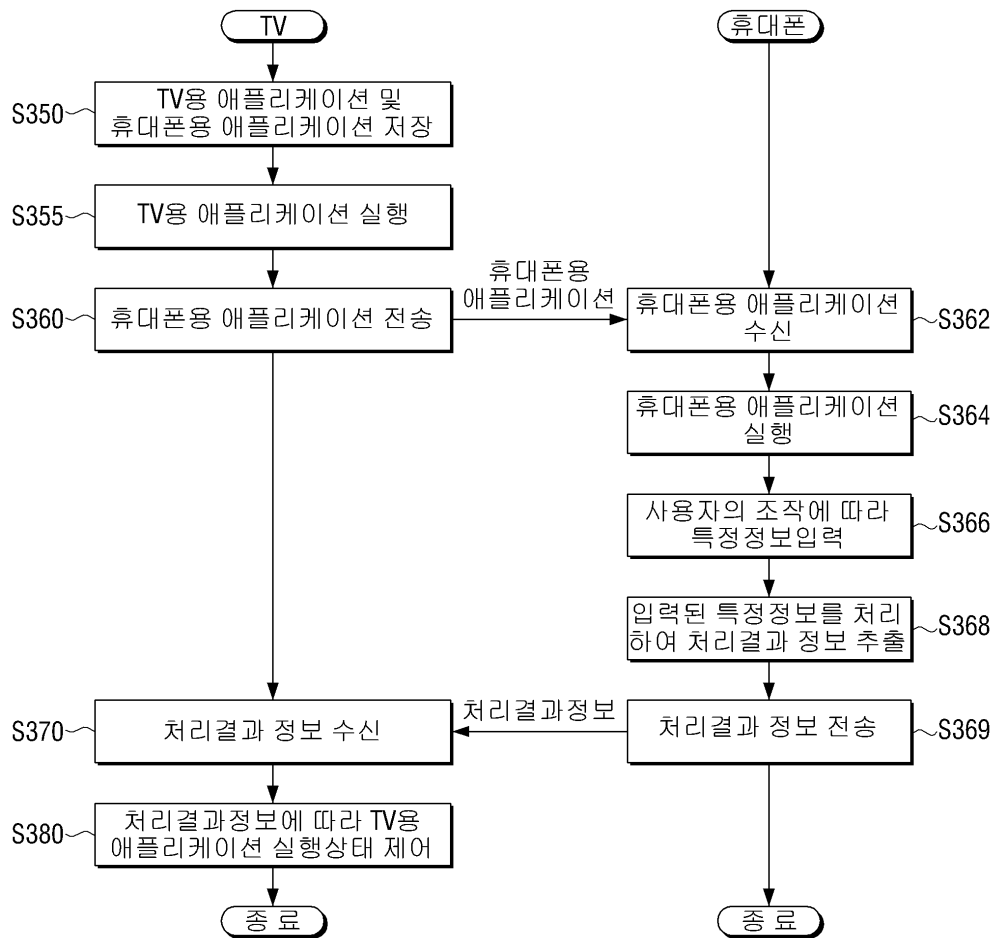 TV
휴대폰
S350
TV용 애플리케이션 및
휴대폰용 애플리케이션 저장
S355
TV용 애플리케이션 실행
S360
휴대폰용 애플리케이션 전송
휴대폰용
애플리케이션
휴대폰용 애플리케이션
수신
S362
휴대폰용 애플리케이션
실행
S364
사용자의 조작에 따라
특정정보입력
S366
입력된 특정정보를 처리
하여 처리결과 정보 추출
S368
S370
처리결과 정보 수신
처리결과정보
처리결과 정보 전송
S369
S380
처리결과정보에 따라 TV용
애플리케이션 실행상태 제어
종 료
종 료